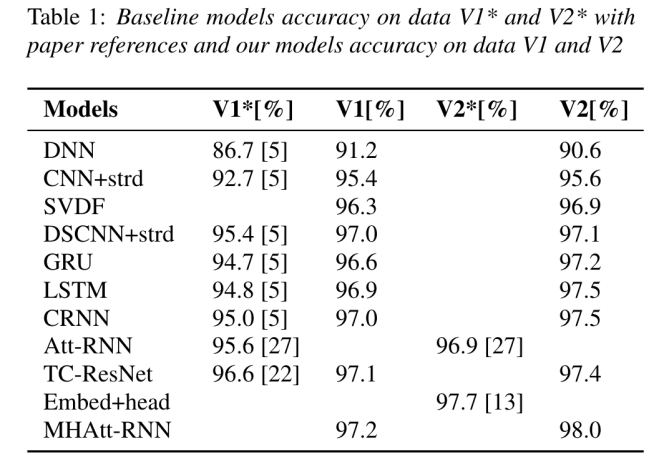 Table 1: Baseline models accuracy on data V1* and V2* with
paper references and our models accuracy on data V1 and V2
Models V1*[%] V1[%] V2*[%] V2[%]
DNN 86.7 [5] 91.2 90.6
CNN+strd 92.7 [5] 95.4 95.6
SVDF 96.3 96.9
DSCNN+strd 95.4 [5] 97.0 97.1
GRU 94.7 [5] 96.6 97.2
LSTM 94.8 [5] 96.9 97.5
CRNN 95.0 [5] 97.0 97.5
Att-RNN 95.6 [27] 96.9 [27]
TC-ResNet 96.6 [22] 97.1 97.4
Embed+head 97.7 [13]
MHAtt-RNN 97.2 98.0